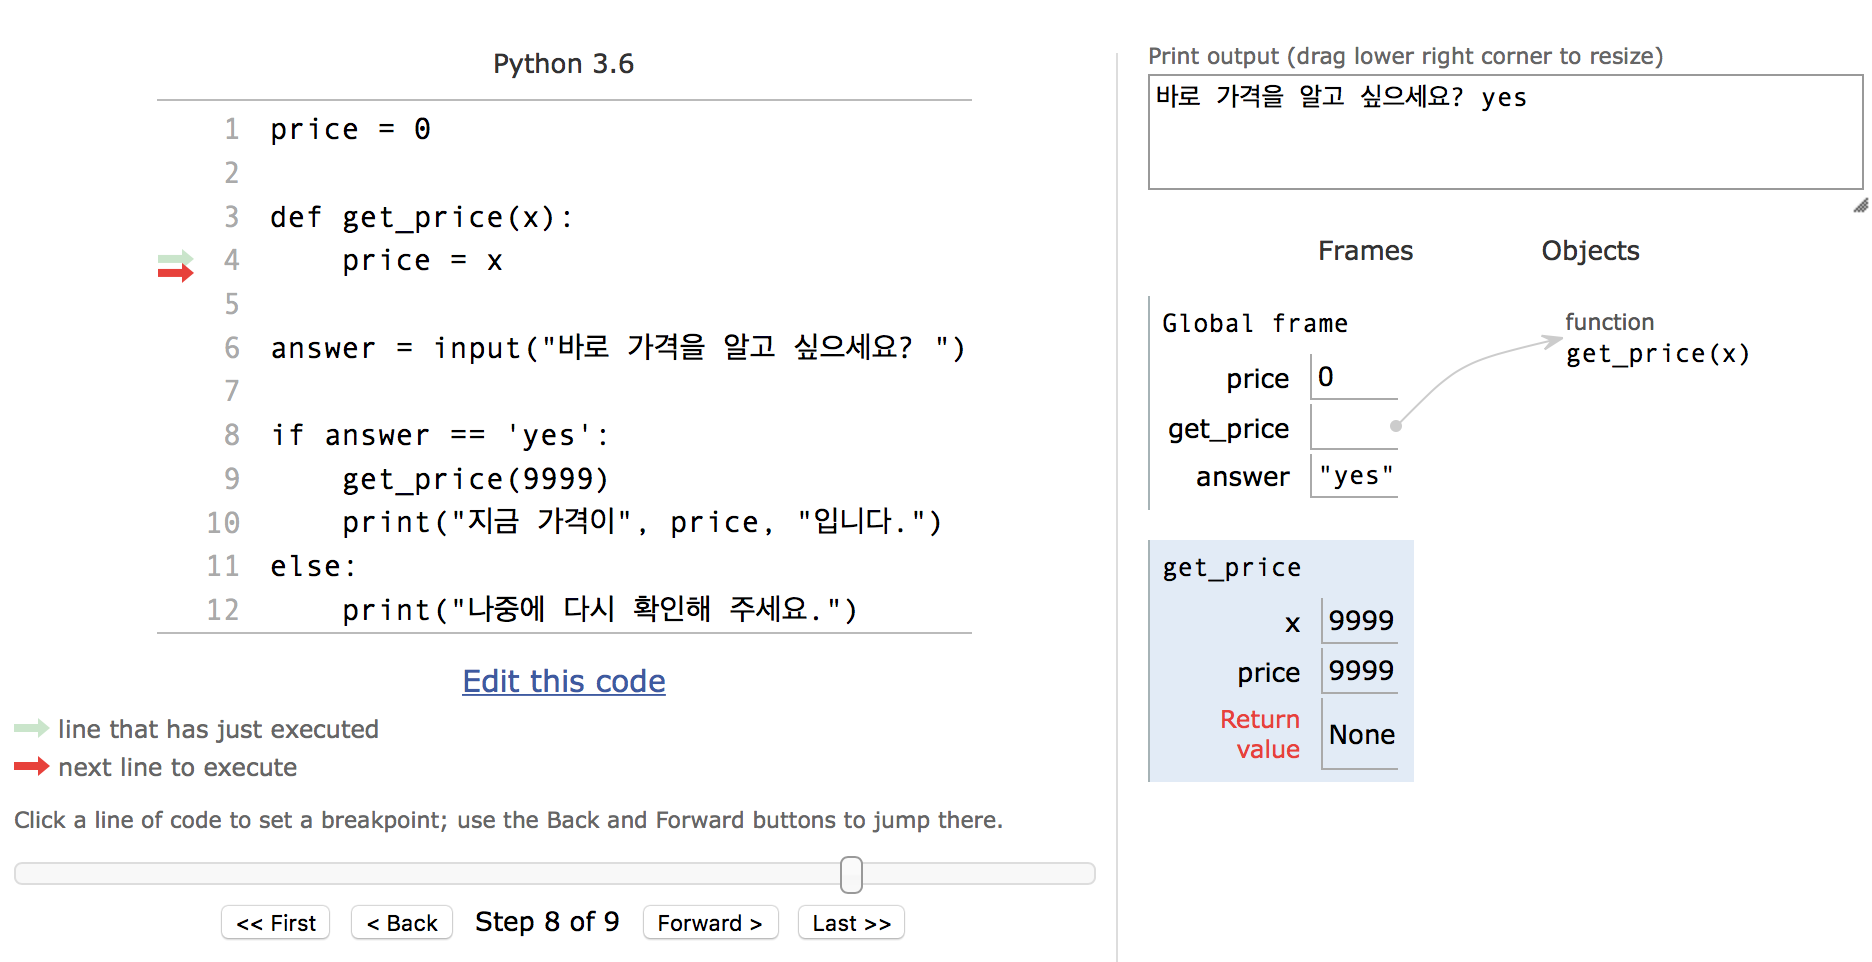 Python 3.6
1 price = 0
2
3 def get_price(x):
4     price = x
5
6 answer = input("바로 가격을 알고 싶으세요? ")
7
8 if answer == 'yes':
9     get_price(9999)
10     print("지금 가격이", price, "입니다.")
11 else:
12     print("나중에 다시 확인해 주세요.")
Edit this code
line that has just executed
next line to execute
Click a line of code to set a breakpoint; use the Back and Forward buttons to jump there.
<< First < Back Step 8 of 9 Forward > Last >>
Print output (drag lower right corner to resize)
바로 가격을 알고 싶으세요? yes
Frames Objects
Global frame
price 0
get_price
answer "yes"
function
get_price(x)
get_price
x 9999
price 9999
Return
value None